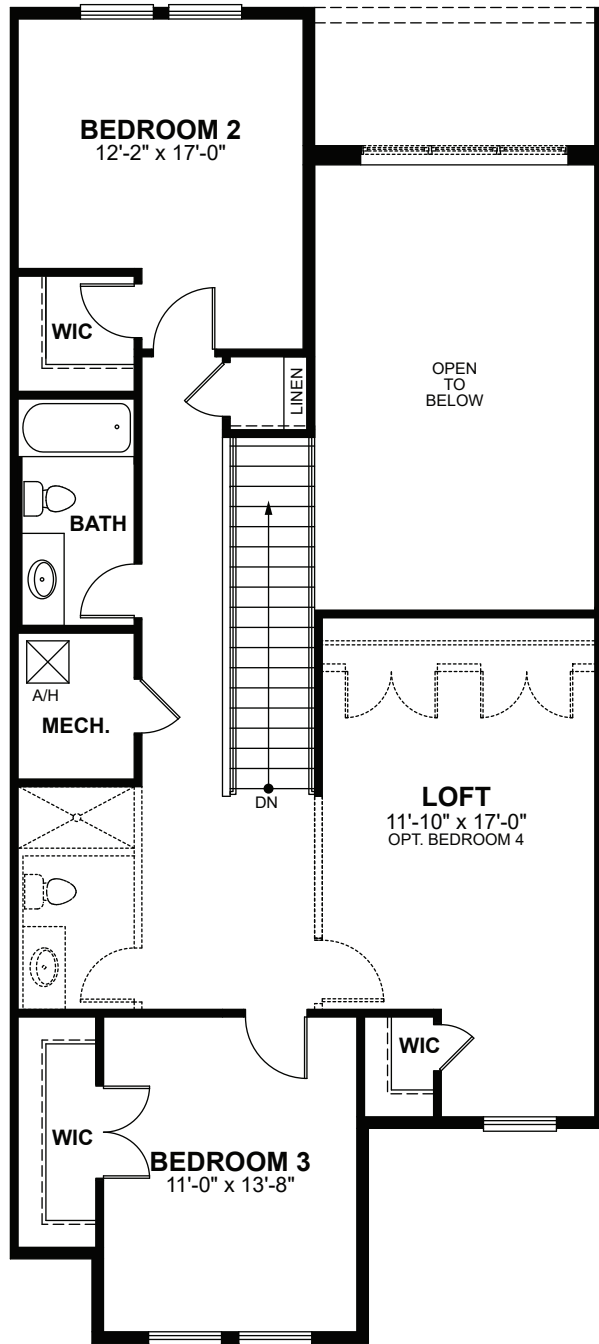 BEDROOM 2
12'-2" x 17'-0"
WIC
LINEN
OPEN
TO
BELOW
BATH
A/H
MECH.
DN
LOFT
11'-10" x 17'-0"
OPT. BEDROOM 4
WIC
WIC
BEDROOM 3
11'-0" x 13'-8"